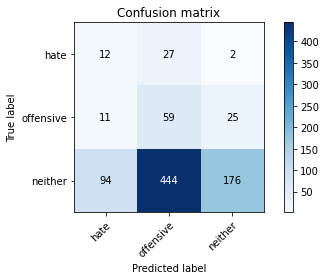 Confusion matrix
hate 12 27 2
offensive 11 59 25
neither 94 444 176
hate offensive neither
True label
Predicted label
400
350
300
250
200
150
100
50